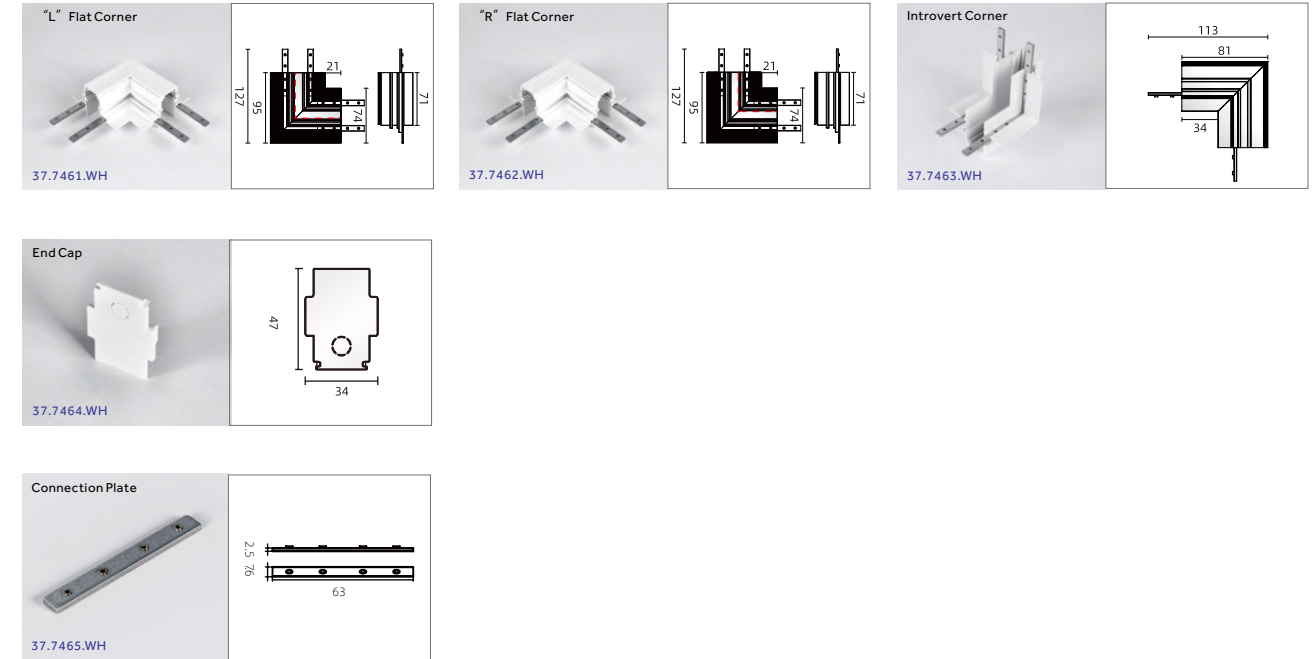 “L” Flat Corner
21
127
95
74
71
37.7461.WH
“R” Flat Corner
21
127
95
74
71
37.7462.WH
Introvert Corner
113
81
34
37.7463.WH
End Cap
47
34
37.7464.WH
Connection Plate
2.5
7.6
63
37.7465.WH